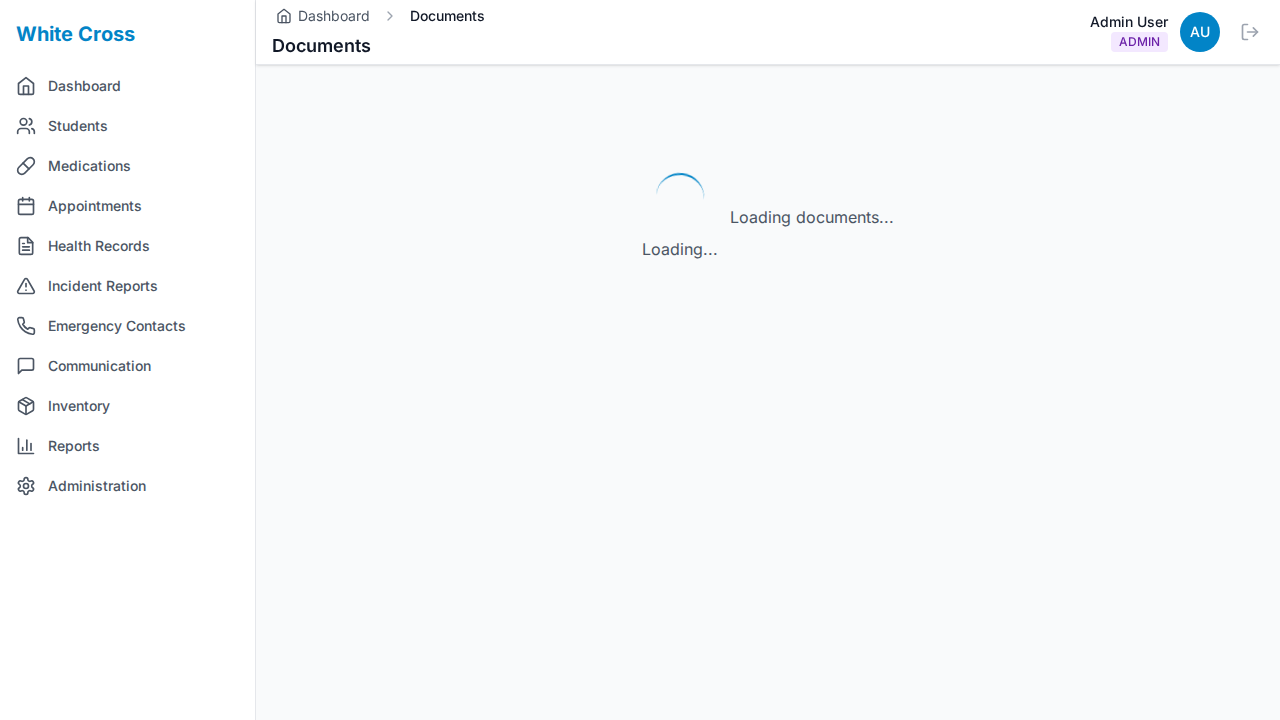 White Cross
Dashboard
Students
Medications
Appointments
Health Records
Incident Reports
Emergency Contacts
Communication
Inventory
Reports
Administration
Dashboard Documents
Documents
Admin User
ADMIN
AU
Loading documents...
Loading...